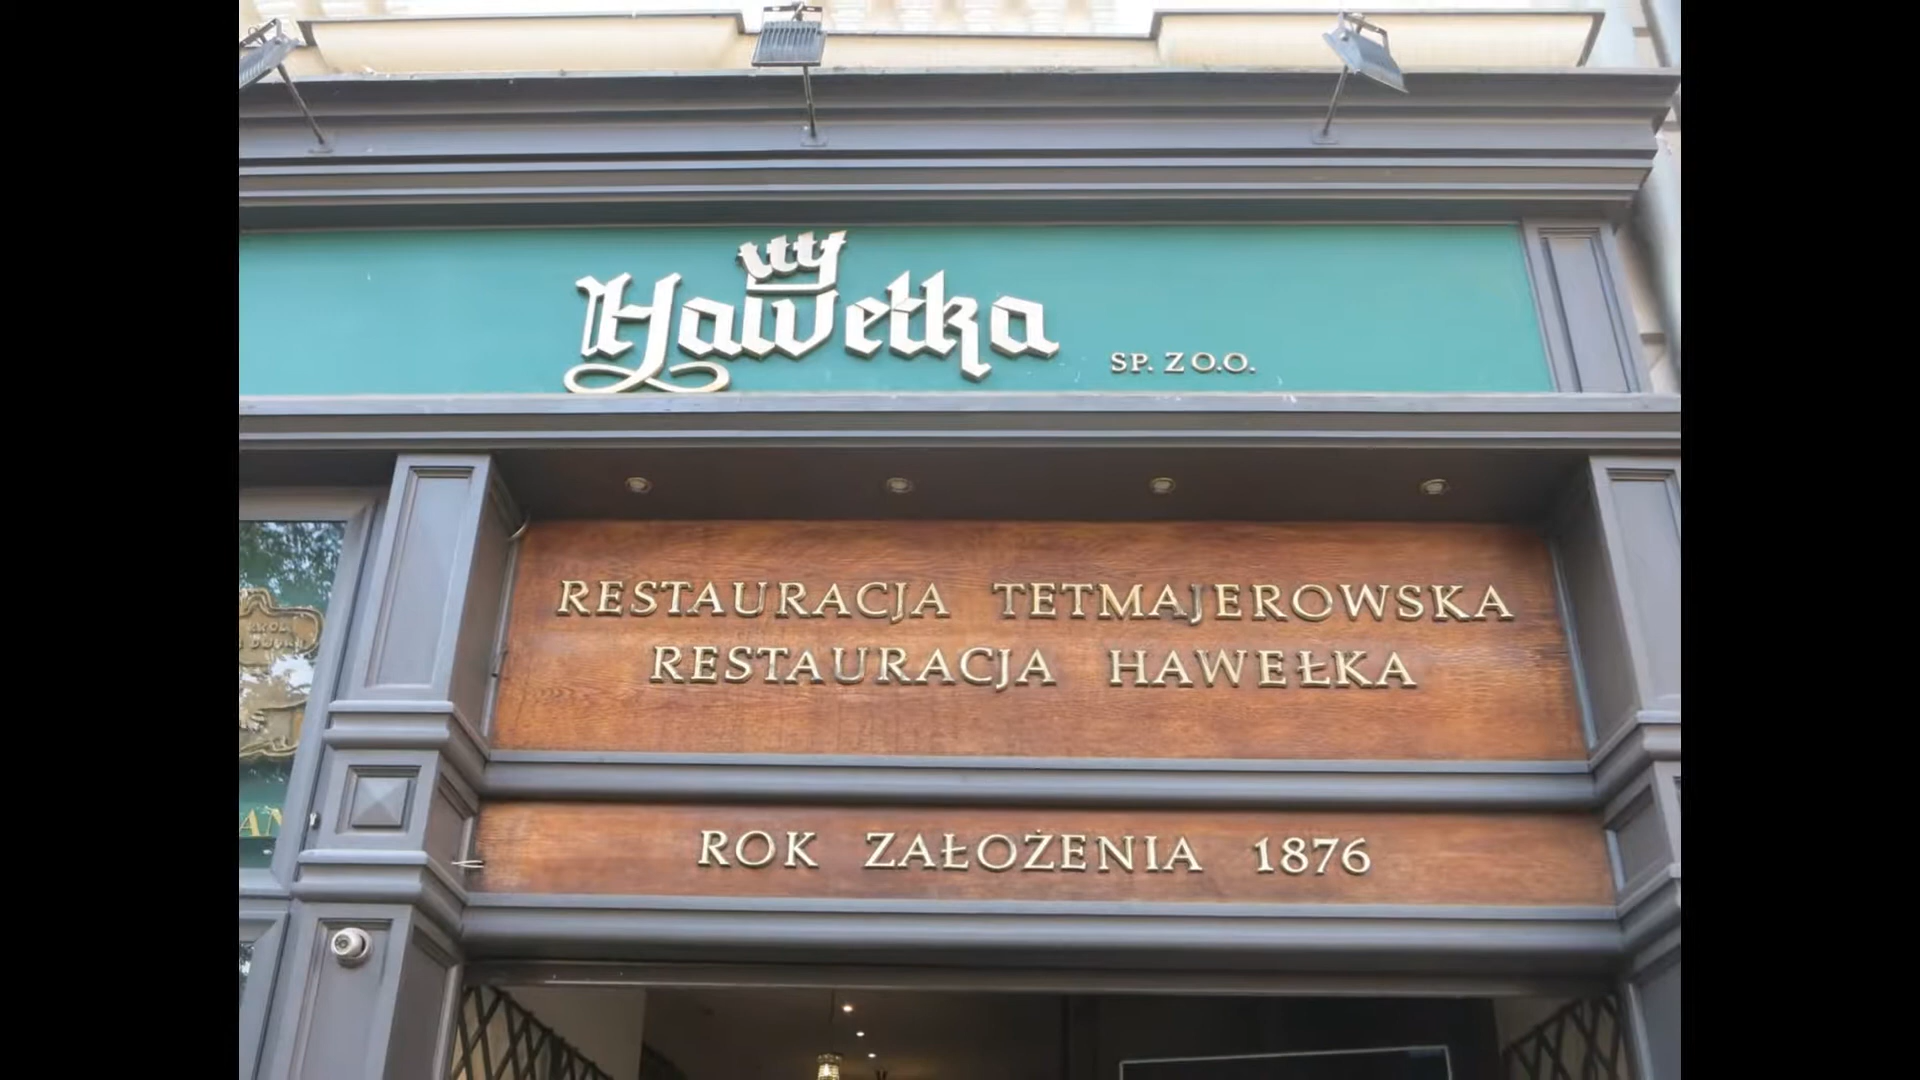 Hawełka SP. Z O.O.
RESTAURACJA TETMAJEROWSKA
RESTAURACJA HAWEŁKA
ROK ZAŁOŻENIA 1876